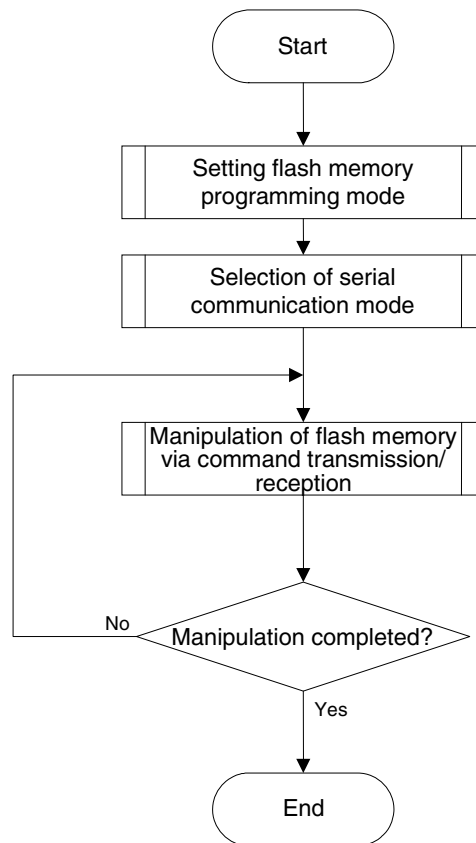 Start
Setting flash memory
programming mode
Selection of serial
communication mode
Manipulation of flash memory
via command transmission/
reception
Manipulation completed?
No
Yes
End